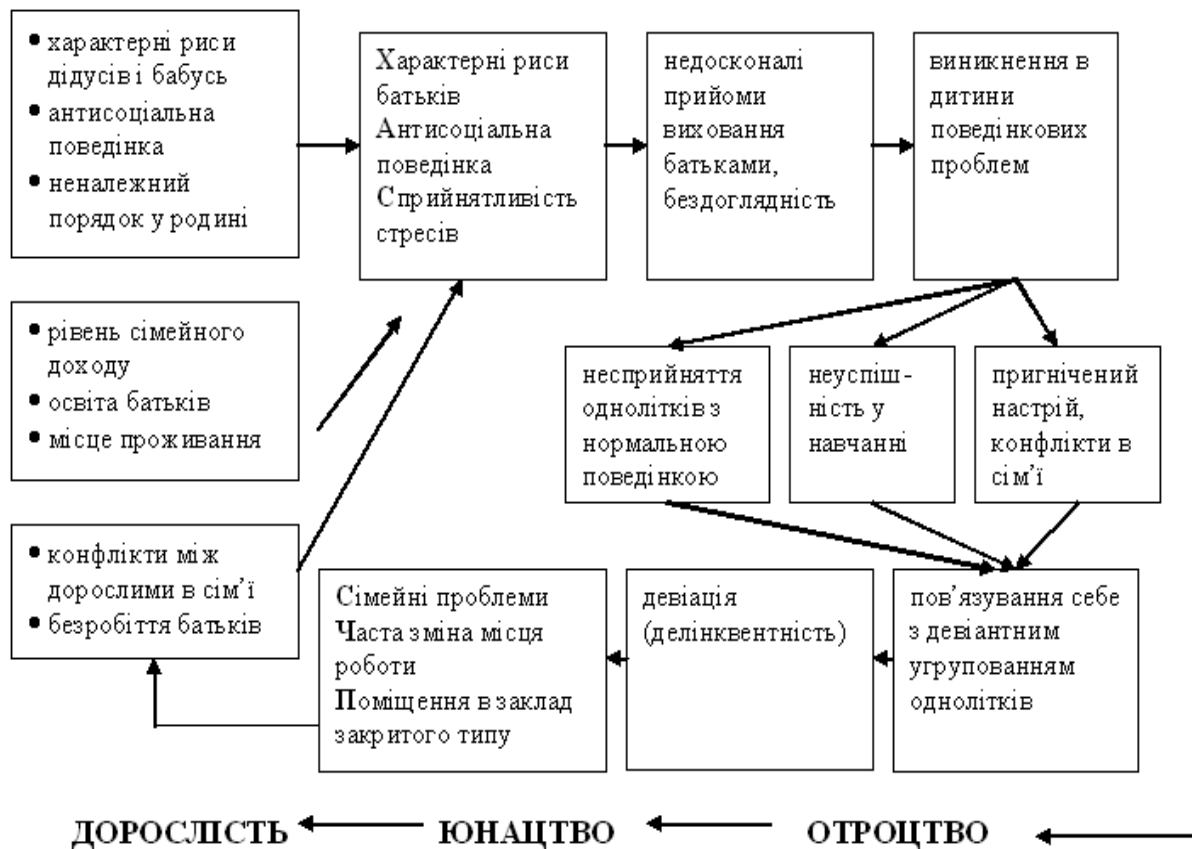 • характерні риси
дідусів і бабусь
• антисоціальна
поведінка
• неналежний
порядок у родині
Характерні риси
батьків
Антисоціальна
поведінка
Сприйнятливість
стресів
недосконалі
прийоми
виховання
батьками,
бездоглядність
виникнення в
дитини
поведінкових
проблем
• рівень сімейного
доходу
• освіта батьків
• місце проживання
несприйняття
однолітків з
нормальною
поведінкою
неуспіш-
ність у
навчанні
пригнічений
настрій,
конфлікти в
сім’ї
• конфлікти між
дорослими в сім’ї
• безробіття батьків
Сімейні проблеми
Часта зміна місця
роботи
Поміщення в заклад
закритого типу
девіація
(делінквентність)
пов’язування себе
з девіантним
угрупованням
однолітків
ДОРОСЛІСТЬ
ЮНАЦТВО
ОТРОЦТВО